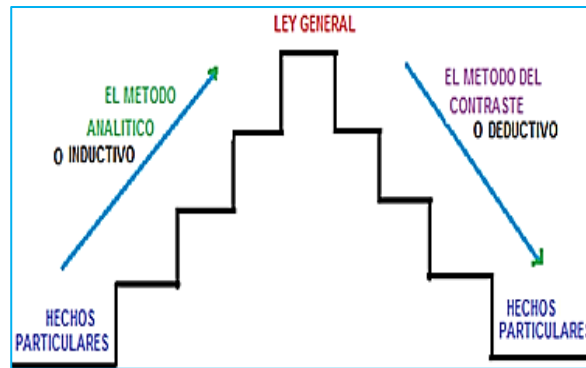 LEY GENERAL
EL METODO
ANALITICO
O INDUCTIVO
EL METODO DEL
CONTRASTE
O DEDUCTIVO
HECHOS
PARTICULARES
HECHOS
PARTICULARES